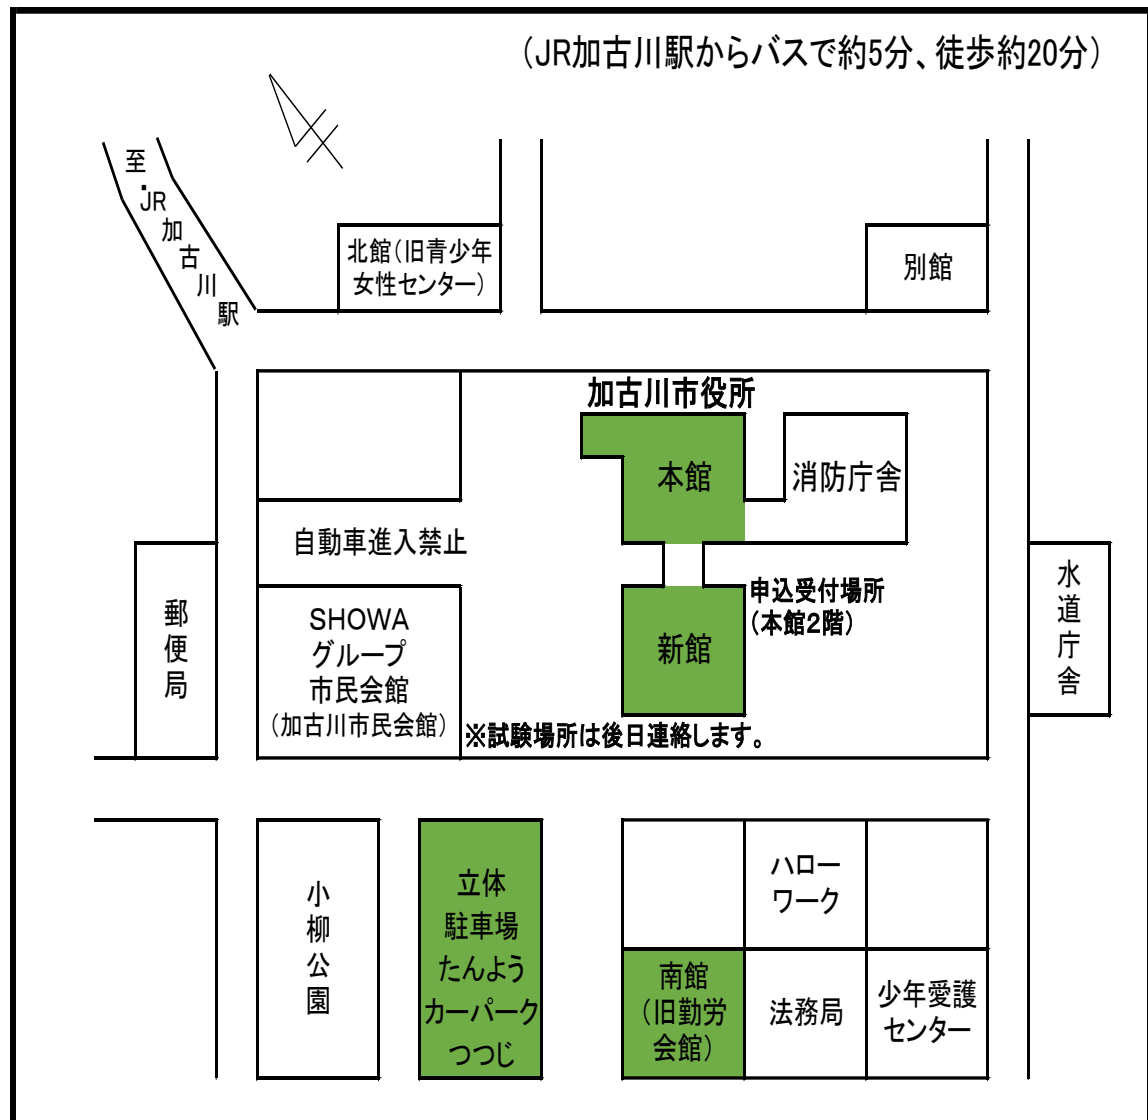 （JR加古川駅からバスで約5分、徒歩約20分）
至・JR加古川駅
北館（旧青少年
女性センター）
別館
加古川市役所
本館
消防庁舎
自動車進入禁止
郵便局
SHOWA
グループ
市民会館
（加古川市民会館）
新館
申込受付場所
（本館2階）
水道庁舎
※試験場所は後日連絡します。
小柳公園
立体
駐車場
たんよう
カーパーク
つつじ
ハロー
ワーク
南館
（旧勤労
会館）
法務局
少年愛護
センター